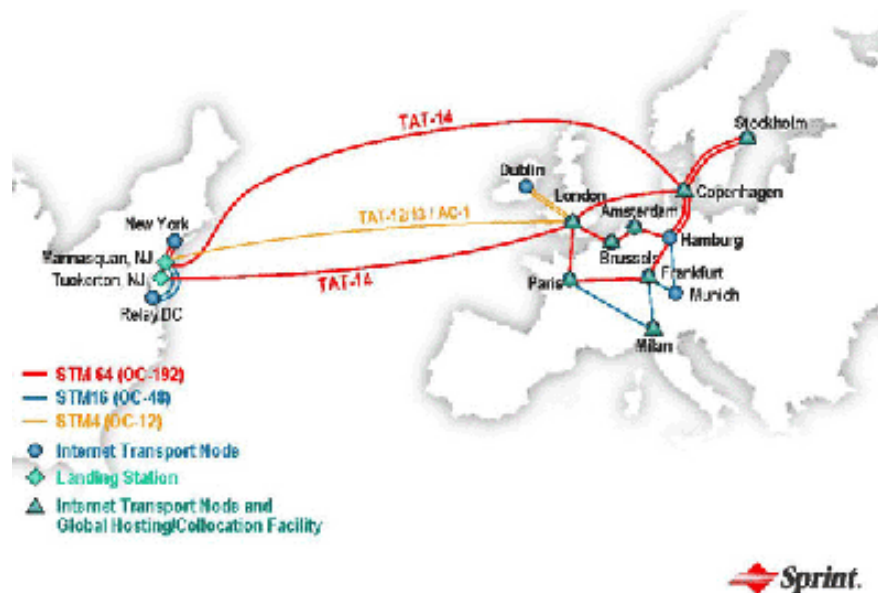 TAT-14
Stockholm
Dublin
London
Copenhagen
Amsterdam
New York
TAT-12/13 / AC-1
Mannasquan, NJ
Hamburg
Brussels
Tuckerton, NJ
TAT-14
Paris
Frankfurt
Munich
Relay DC
Milan
STM 64 (OC-192)
STM16 (OC-48)
STM4 (OC-12)
Internet Transport Node
Landing Station
Internet Transport Node and
Global Hosting/Collocation Facility
Sprint.